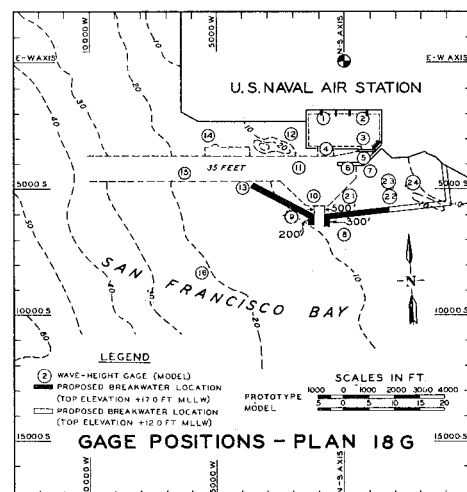 10000 W
5000 W
N-S AXIS
E-W AXIS
E-W AXIS
U.S. NAVAL AIR STATION
10
20
30
40
1
2
3
4
5
6
7
10
12
14
20
35 FEET
11
15
13
23
24
22
21
10
5000 S
5000 S
500'
9
200'
300'
8
50
SAN FRANCISCO BAY
16
N
10000 S
10000 S
60
40
20
10
LEGEND
2 WAVE-HEIGHT GAGE (MODEL)
PROPOSED BREAKWATER LOCATION
(TOP ELEVATION +17.0 FT MLLW)
PROPOSED BREAKWATER LOCATION
(TOP ELEVATION +12.0 FT MLLW)
SCALES IN FT.
PROTOTYPE 1000 0 1000 2000 3000
MODEL 5 0 5 10 15 20
GAGE POSITIONS - PLAN 18G
15000 S
15000 S
10000 W
5000 W
N-S AXIS